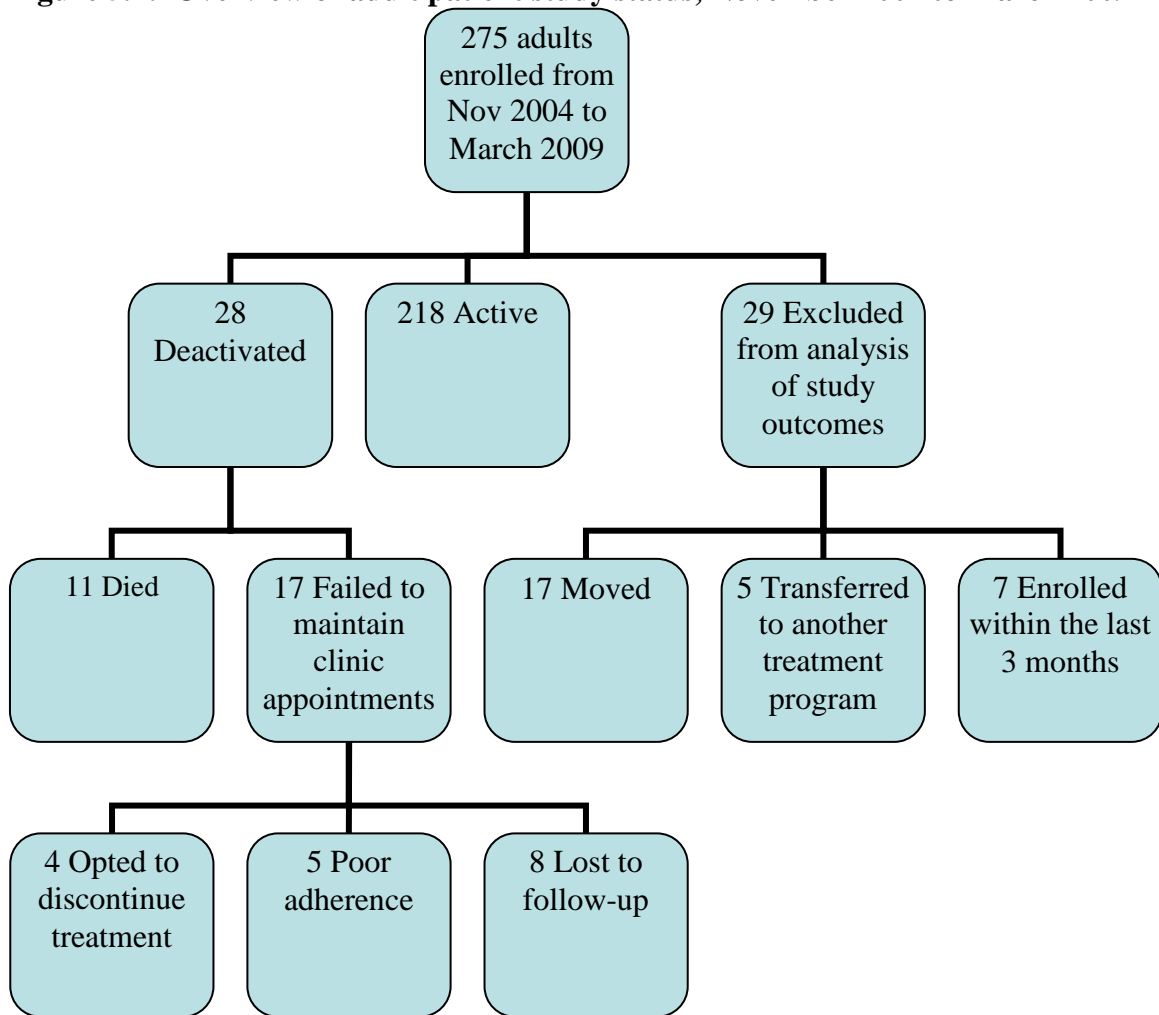 275 adults
enrolled from
Nov 2004 to
March 2009
28
Deactivated
218 Active
29 Excluded
from analysis
of study
outcomes
11 Died
17 Failed to
maintain
clinic
appointments
17 Moved
5 Transferred
to another
treatment
program
7 Enrolled
within the last
3 months
4 Opted to
discontinue
treatment
5 Poor
adherence
8 Lost to
follow-up